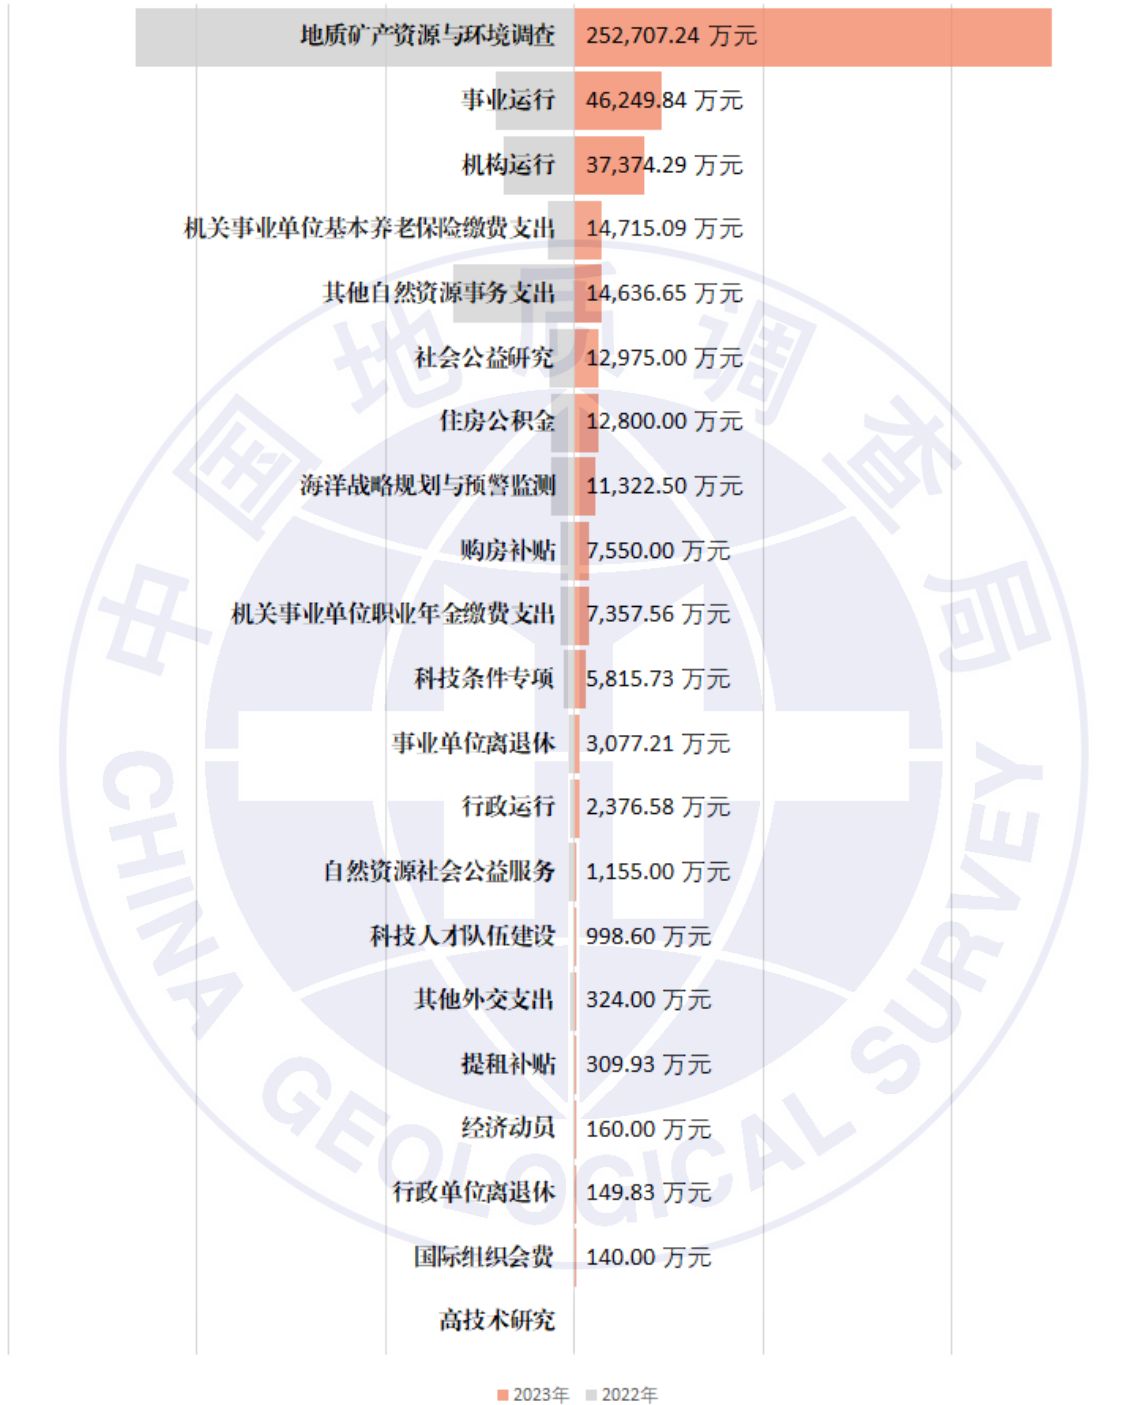 地质矿产资源与环境调查 252,707.24 万元
事业运行 46,249.84 万元
机构运行 37,374.29 万元
机关事业单位基本养老保险缴费支出 14,715.09 万元
其他自然资源事务支出 14,636.65 万元
社会公益研究 12,975.00 万元
住房公积金 12,800.00 万元
海洋战略规划与预警监测 11,322.50 万元
购房补贴 7,550.00 万元
机关事业单位职业年金缴费支出 7,357.56 万元
科技条件专项 5,815.73 万元
事业单位离退休 3,077.21 万元
行政运行 2,376.58 万元
自然资源社会公益服务 1,155.00 万元
科技人才队伍建设 998.60 万元
其他外交支出 324.00 万元
提租补贴 309.93 万元
经济动员 160.00 万元
行政单位离退休 149.83 万元
国际组织会费 140.00 万元
高技术研究
2023年 2022年
中国地质调查局
CHINA GEOLOGICAL SURVEY